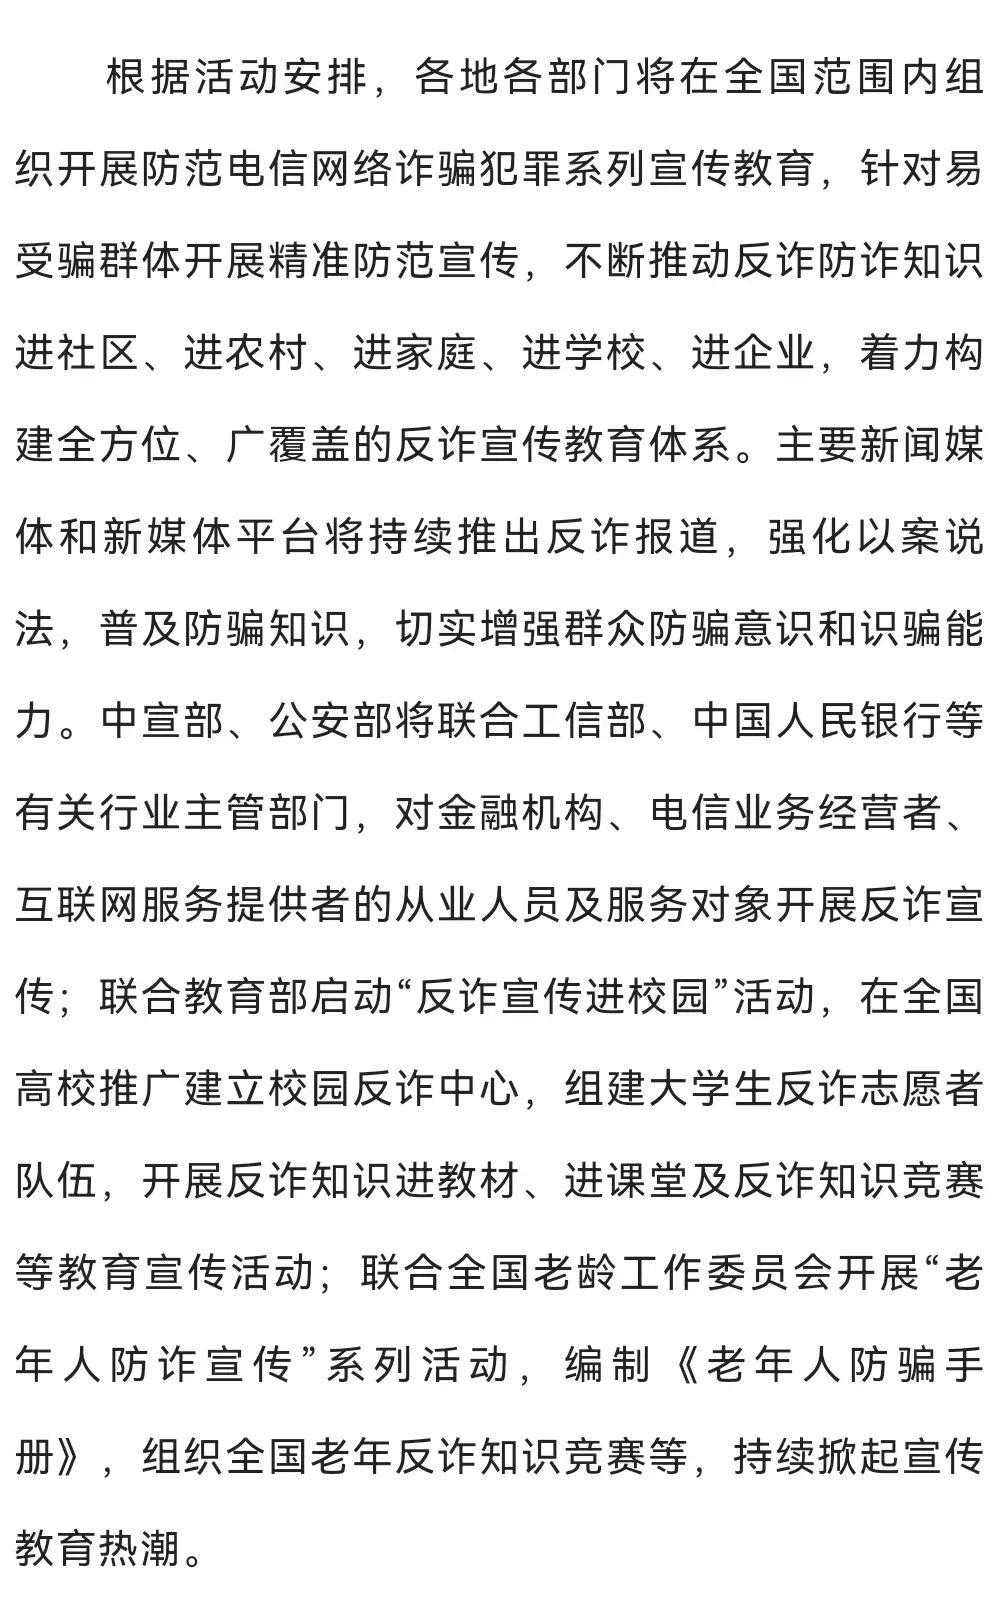 根据活动安排，各地各部门将在全国范围内组
织开展防范电信网络诈骗犯罪系列宣传教育，针对易
受骗群体开展精准防范宣传，不断推动反诈防诈知识
进社区、进农村、进家庭、进学校、进企业，着力构
建全方位、广覆盖的反诈宣传教育体系。主要新闻媒
体和新媒体平台将持续推出反诈报道，强化以案说
法，普及防骗知识，切实增强群众防骗意识和识骗能
力。中宣部、公安部将联合工信部、中国人民银行等
有关行业主管部门，对金融机构、电信业务经营者、
互联网服务提供者的从业人员及服务对象开展反诈宣
传；联合教育部启动“反诈宣传进校园”活动，在全国
高校推广建立校园反诈中心，组建大学生反诈志愿者
队伍，开展反诈知识进教材、进课堂及反诈知识竞赛
等教育宣传活动；联合全国老龄工作委员会开展“老
年人防诈宣传”系列活动，编制《老年人防骗手
册》，组织全国老年反诈知识竞赛等，持续掀起宣传
教育热潮。